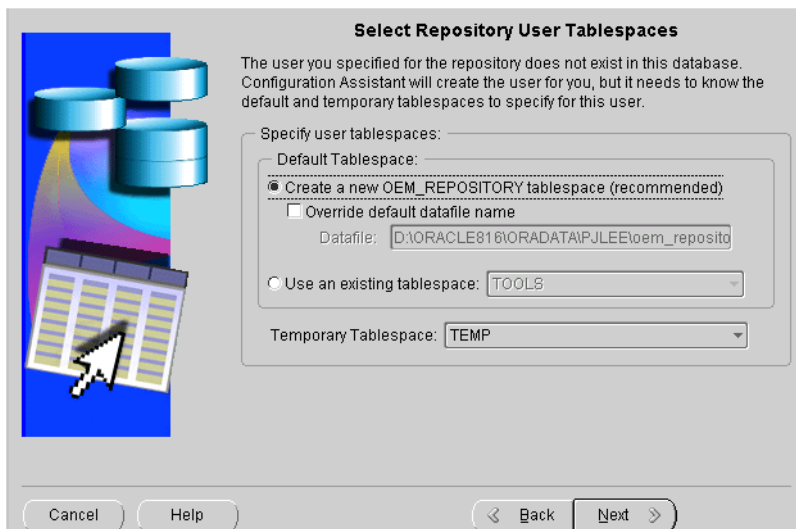 Select Repository User Tablespaces
The user you specified for the repository does not exist in this database.
Configuration Assistant will create the user for you, but it needs to know the
default and temporary tablespaces to specify for this user.
Specify user tablespaces:
Default Tablespace:
Create a new OEM_REPOSITORY tablespace (recommended)
Override default datafile name
Datafile: D:\ORACLE816\ORADATA\PJLEE\oem_reposito
Use an existing tablespace: TOOLS
Temporary Tablespace: TEMP
Cancel Help Back Next